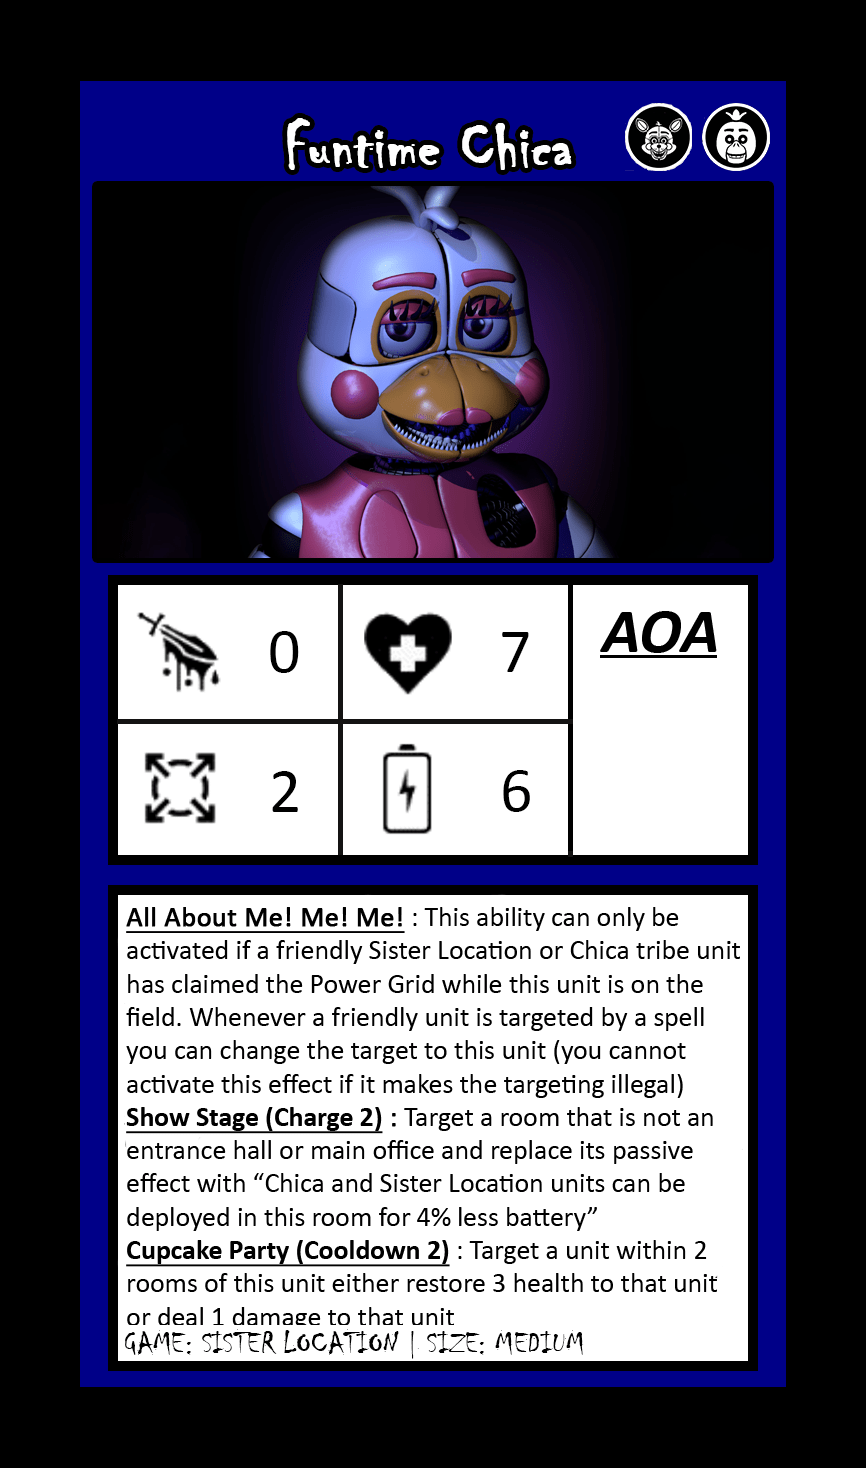 Funtime Chica
0
7
AOA
2
6
All About Me! Me! Me! : This ability can only be
activated if a friendly Sister Location or Chica tribe unit
has claimed the Power Grid while this unit is on the
field. Whenever a friendly unit is targeted by a spell
you can change the target to this unit (you cannot
activate this effect if it makes the targeting illegal)
Show Stage (Charge 2) : Target a room that is not an
entrance hall or main office and replace its passive
effect with “Chica and Sister Location units can be
deployed in this room for 4% less battery”
Cupcake Party (Cooldown 2) : Target a unit within 2
rooms of this unit either restore 3 health to that unit
or deal 1 damage to that unit
GAME: SISTER LOCATION | SIZE: MEDIUM